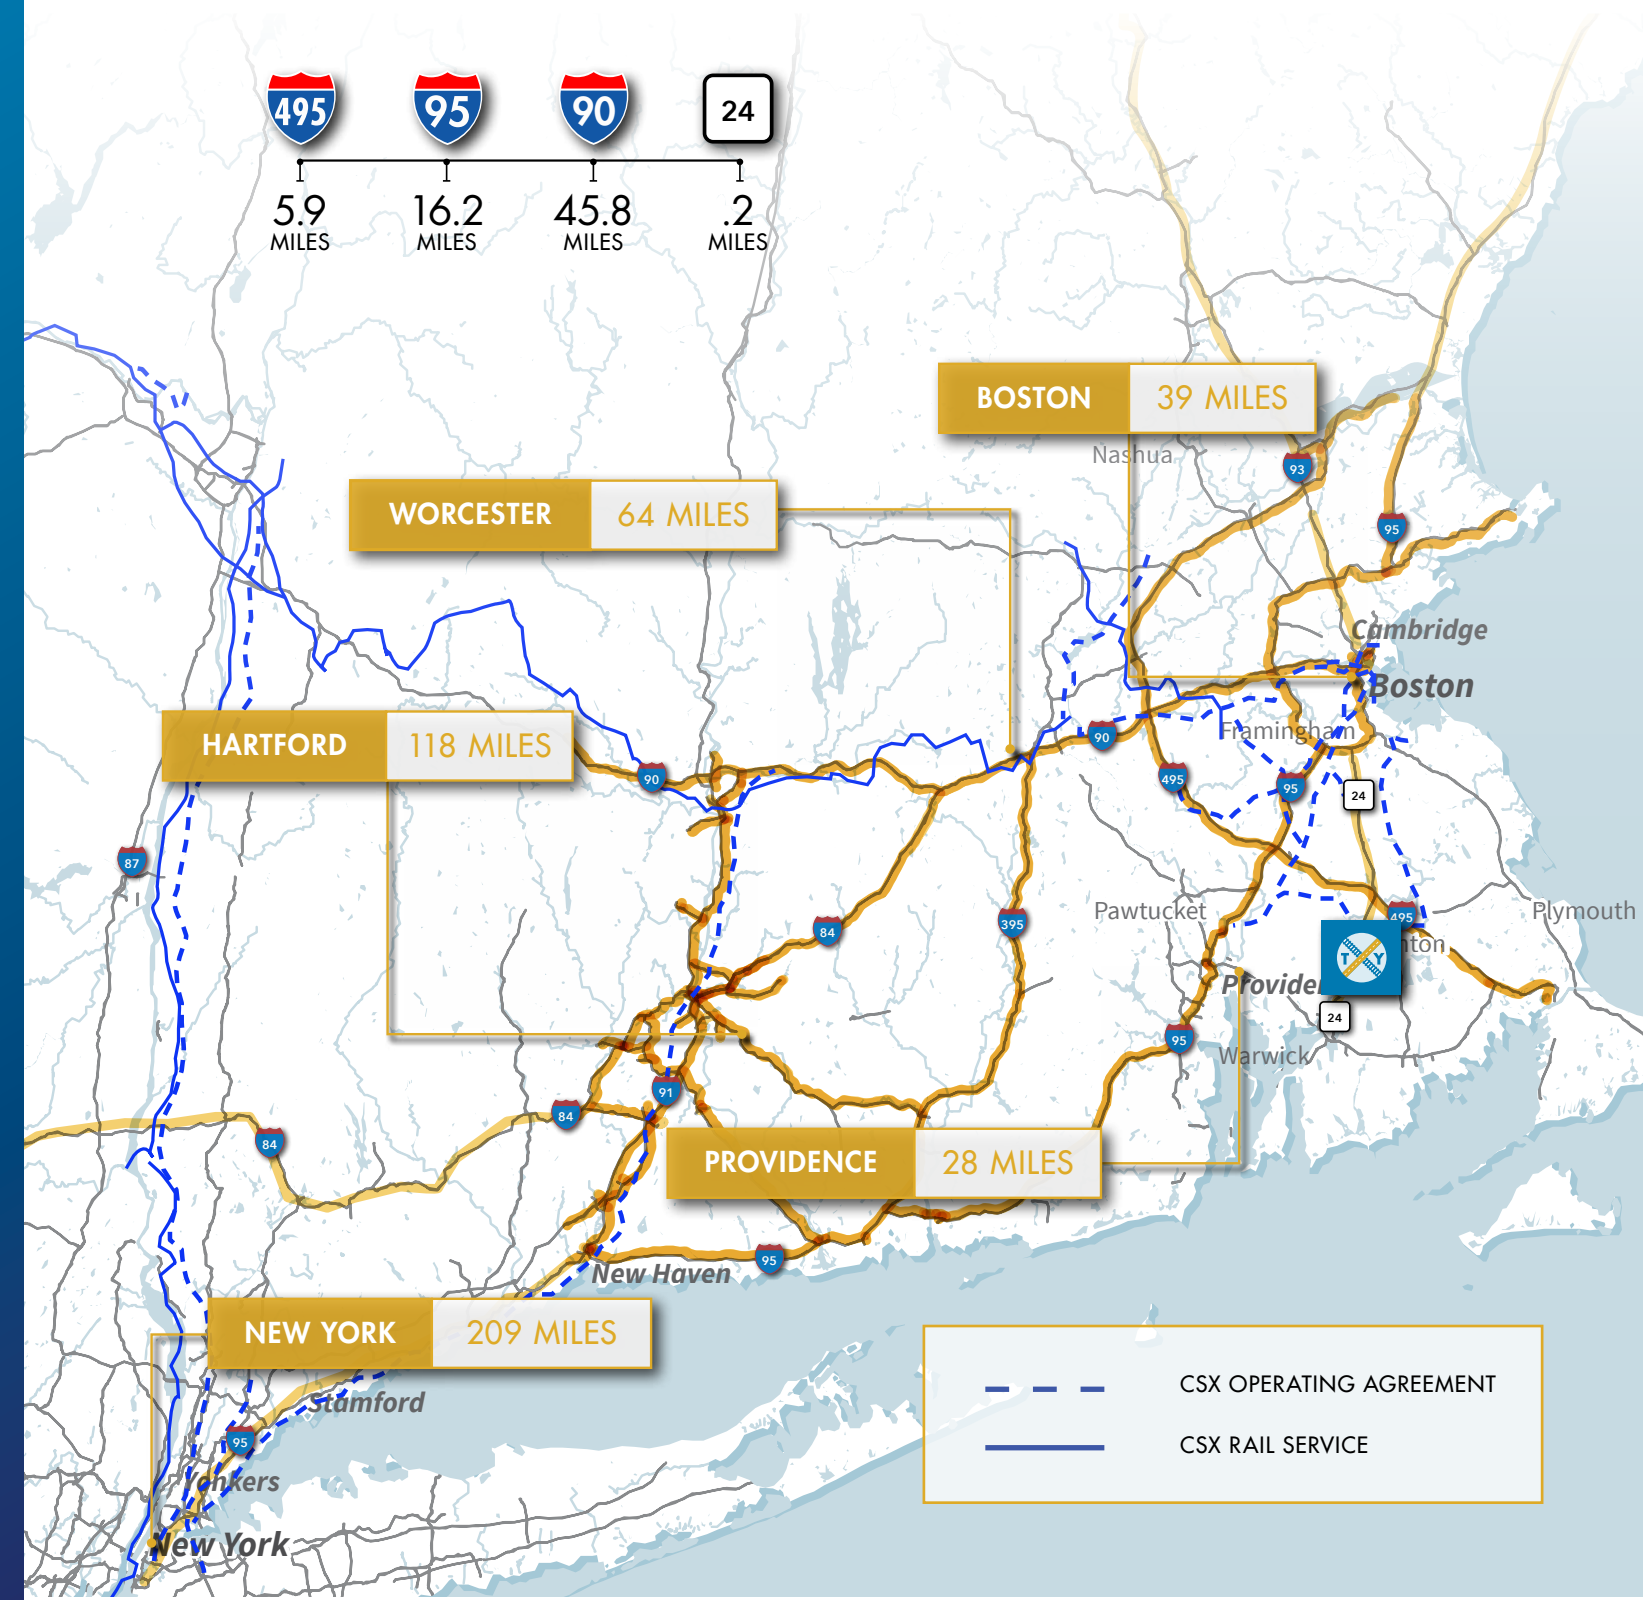 495 95 90 24
5.9 16.2 45.8 .2
MILES MILES MILES MILES
BOSTON 39 MILES
Nashua
93
WORCESTER 64 MILES
95
Cambridge
Boston
HARTFORD 118 MILES
Framingham
90
90
495
95
24
87
Pawtucket
495
Plymouth
84
395
nton
T Y
Provide
24
95
Warwick
91
84
84
PROVIDENCE 28 MILES
95
New Haven
NEW YORK 209 MILES
CSX OPERATING AGREEMENT
Stamford
95
CSX RAIL SERVICE
Yonkers
New York